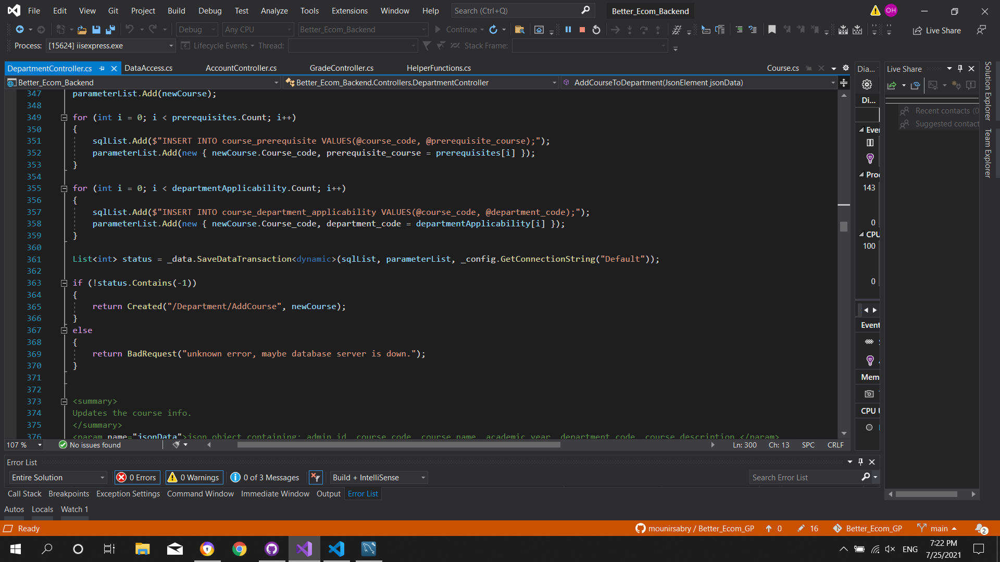 File Edit View Git Project Build Debug Test Analyze Tools Extensions Window Help Search (Ctrl+Q) Better_Ecom_Backend OH
Debug Any CPU Better_Ecom_Backend Continue Live Share
Process: [15624] iisexpress.exe Lifecycle Events Thread: Stack Frame:
DepartmentController.cs DataAccess.cs AccountController.cs GradeController.cs HelperFunctions.cs Course.cs Dia... Live Share
Better_Ecom_Backend Better_Ecom_Backend.Controllers.DepartmentController AddCourseToDepartment(JsonElement jsonData)
347 parameterList.Add(newCourse);
348
349 for (int i = 0; i < prerequisites.Count; i++)
350 {
351 sqlList.Add($"INSERT INTO course_prerequisite VALUES(@course_code, @prerequisite_course);");
352 parameterList.Add(new { newCourse.Course_code, prerequisite_course = prerequisites[i] });
353 }
354
355 for (int i = 0; i < departmentApplicability.Count; i++)
356 {
357 sqlList.Add($"INSERT INTO course_department_applicability VALUES(@course_code, @department_code);");
358 parameterList.Add(new { newCourse.Course_code, department_code = departmentApplicability[i] });
359 }
360
361 List<int> status = _data.SaveDataTransaction<dynamic>(sqlList, parameterList, _config.GetConnectionString("Default"));
362
363 if (!status.Contains(-1))
364 {
365 return Created("/Department/AddCourse", newCourse);
366 }
367 else
368 {
369 return BadRequest("unknown error, maybe database server is down.");
370 }
371
372
373 <summary>
374 Updates the course info.
375 </summary>
376 <param name="jsonData">json object containing: admin_id, course_code, course_name, academic_year, department_code, course_description.</param>
107 % No issues found Ln: 300 Ch: 13 SPC CRLF
Di...
Eve
Proc
143
0
CPU
100
0
Event
Mem
CPU U
Recent contacts (0
Suggested contact
Solution Explorer
Team Explorer
Error List
Entire Solution 0 Errors 0 Warnings 0 of 3 Messages Build + IntelliSense Search Error List
Call Stack Breakpoints Exception Settings Command Window Immediate Window Output Error List
Autos Locals Watch 1
Ready mounirsabry / Better_Ecom_GP 0 16 Better_Ecom_GP main 2
ENG 7:22 PM
7/25/2021